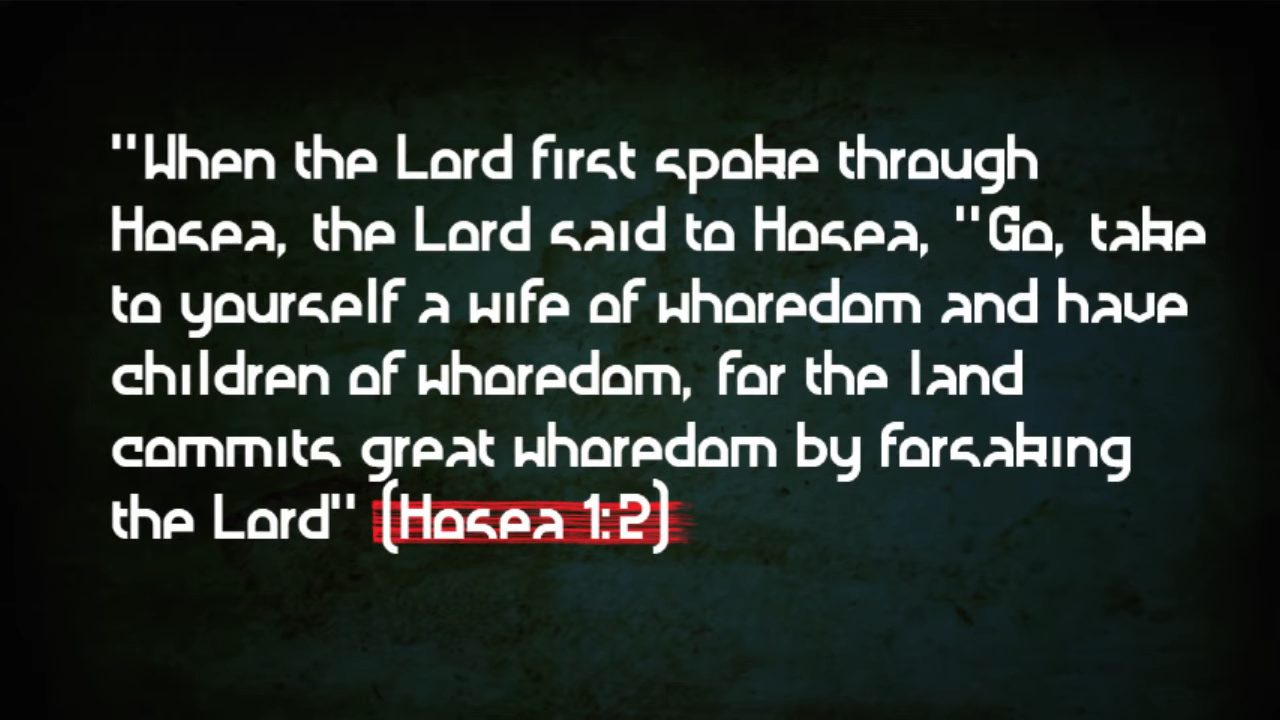 "When the Lord first spoke through
Hosea, the Lord said to Hosea, "Go, take
to yourself a wife of whoredom and have
children of whoredom, for the land
commits great whoredom by forsaking
the Lord" (Hosea 1:2)